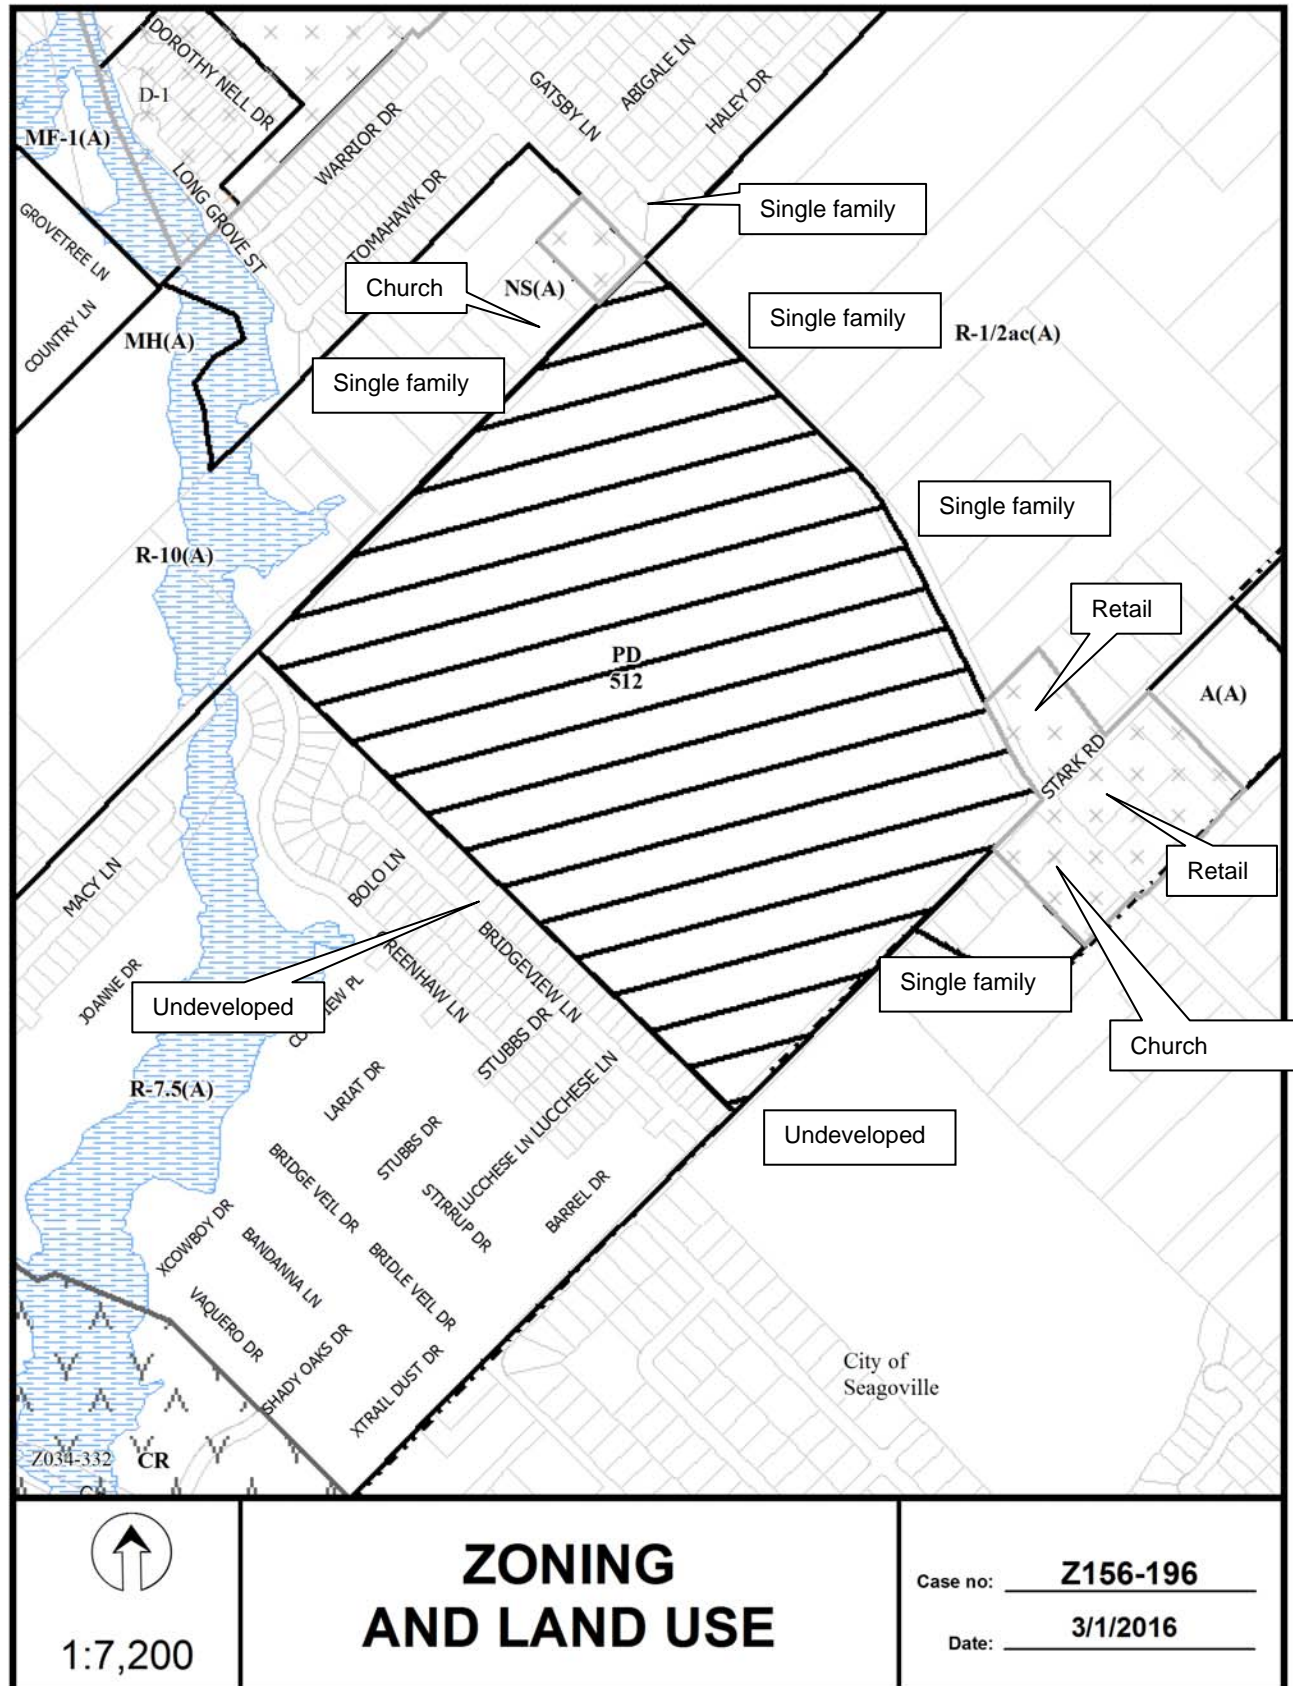 DOROTHY NELL DR
D-1
MF-1(A)
GATSBY LN
ABIGALE LN
HALEY DR
WARRIOR DR
LONG GROVE ST
TOMAHAWK DR
GROVETREE LN
COUNTRY LN
Single family
Church
NS(A)
Single family
R-1/2ac(A)
MH(A)
Single family
Single family
R-10(A)
Retail
PD
512
A(A)
STARK RD
MACY LN
BOLO LN
Retail
BRIDGEVIEW LN
REENHAW LN
JOANNE DR
Undeveloped
Single family
STUBBS DR
Church
R-7.5(A)
LARIAT DR
LUCCHESE LN
Undeveloped
STUBBS DR
BRIDGE VEIL DR
LUCCHESE LN
STIRRUP DR
BARREL DR
XCOWBOY DR
BANDANNA LN
BRIDLE VEIL DR
VAQUERO DR
SHADY OAKS DR
XTRAIL DUST DR
City of
Seagoville
Z034-332
CR
1:7,200
ZONING
AND LAND USE
Case no: Z156-196
Date: 3/1/2016